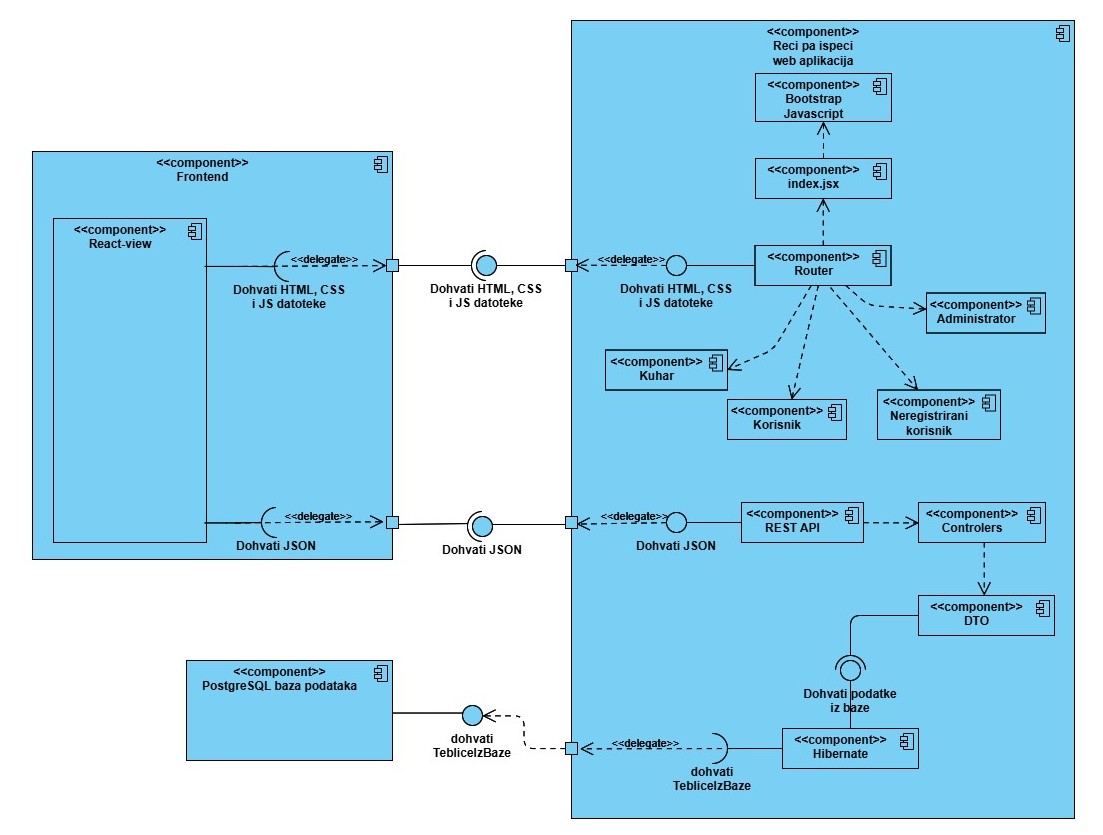 <<component>>
Reci pa ispeci
web aplikacija
<<component>>
Bootstrap
Javascript
<<component>>
index.jsx
<<component>>
Frontend
<<component>>
React-view
<<delegate>>
Dohvati HTML, CSS
i JS datoteke
Dohvati HTML, CSS
i JS datoteke
<<delegate>>
Dohvati HTML, CSS
i JS datoteke
<<component>>
Router
<<component>>
Administrator
<<component>>
Kuhar
<<component>>
Korisnik
<<component>>
Neregistrirani
korisnik
<<delegate>>
Dohvati JSON
Dohvati JSON
<<delegate>>
Dohvati JSON
<<component>>
REST API
<<component>>
Controlers
<<component>>
DTO
Dohvati podatke
iz baze
<<component>>
PostgreSQL baza podataka
dohvati
TebliceIzBaze
<<delegate>>
dohvati
TebliceIzBaze
<<component>>
Hibernate